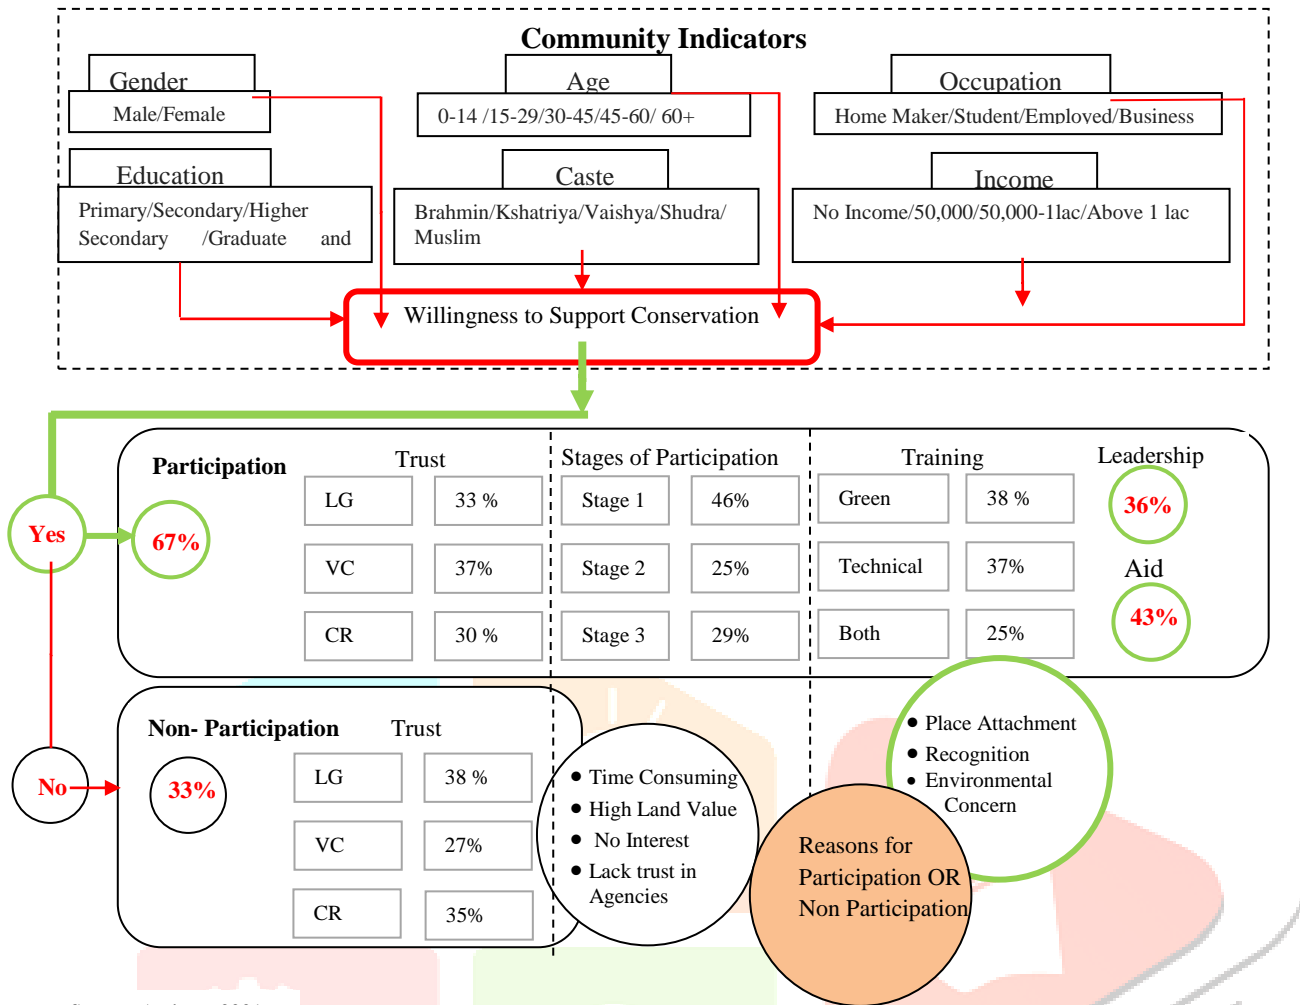 Community Indicators
Gender
Male/Female
Age
0-14 /15-29/30-45/45-60/ 60+
Occupation
Home Maker/Student/Employed/Business
Education
Primary/Secondary/Higher
Secondary /Graduate and
Caste
Brahmin/Kshatriya/Vaishya/Shudra/
Muslim
Income
No Income/50,000/50,000-1lac/Above 1 lac
Willingness to Support Conservation
Yes
Participation
67%
Trust
LG 33 %
VC 37%
CR 30 %
Stages of Participation
Stage 1 46%
Stage 2 25%
Stage 3 29%
Training
Green 38 %
Technical 37%
Both 25%
Leadership
36%
Aid
43%
No
Non- Participation
33%
Trust
LG 38 %
VC 27%
CR 35%
• Time Consuming
• High Land Value
• No Interest
• Lack trust in
Agencies
Reasons for
Participation OR
Non Participation
• Place Attachment
• Recognition
• Environmental
Concern